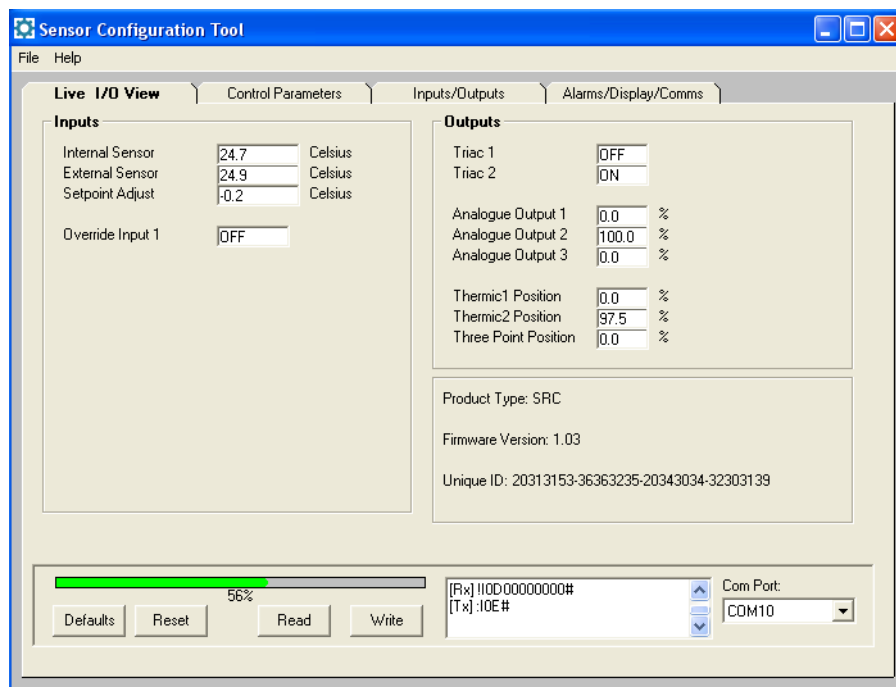 Sensor Configuration Tool
File Help
Live I/O View Control Parameters Inputs/Outputs Alarms/Display/Comms
Inputs
Internal Sensor 24.7 Celsius
External Sensor 24.9 Celsius
Setpoint Adjust -0.2 Celsius
Override Input 1 OFF
Outputs
Triac 1 OFF
Triac 2 ON
Analogue Output 1 0.0 %
Analogue Output 2 100.0 %
Analogue Output 3 0.0 %
Thermic1 Position 0.0 %
Thermic2 Position 97.5 %
Three Point Position 0.0 %
Product Type: SRC
Firmware Version: 1.03
Unique ID: 20313153-36363235-20343034-32303139
56%
Defaults Reset Read Write
[Rx] !I0D00000000#
[Tx] :I0E#
Com Port:
COM10